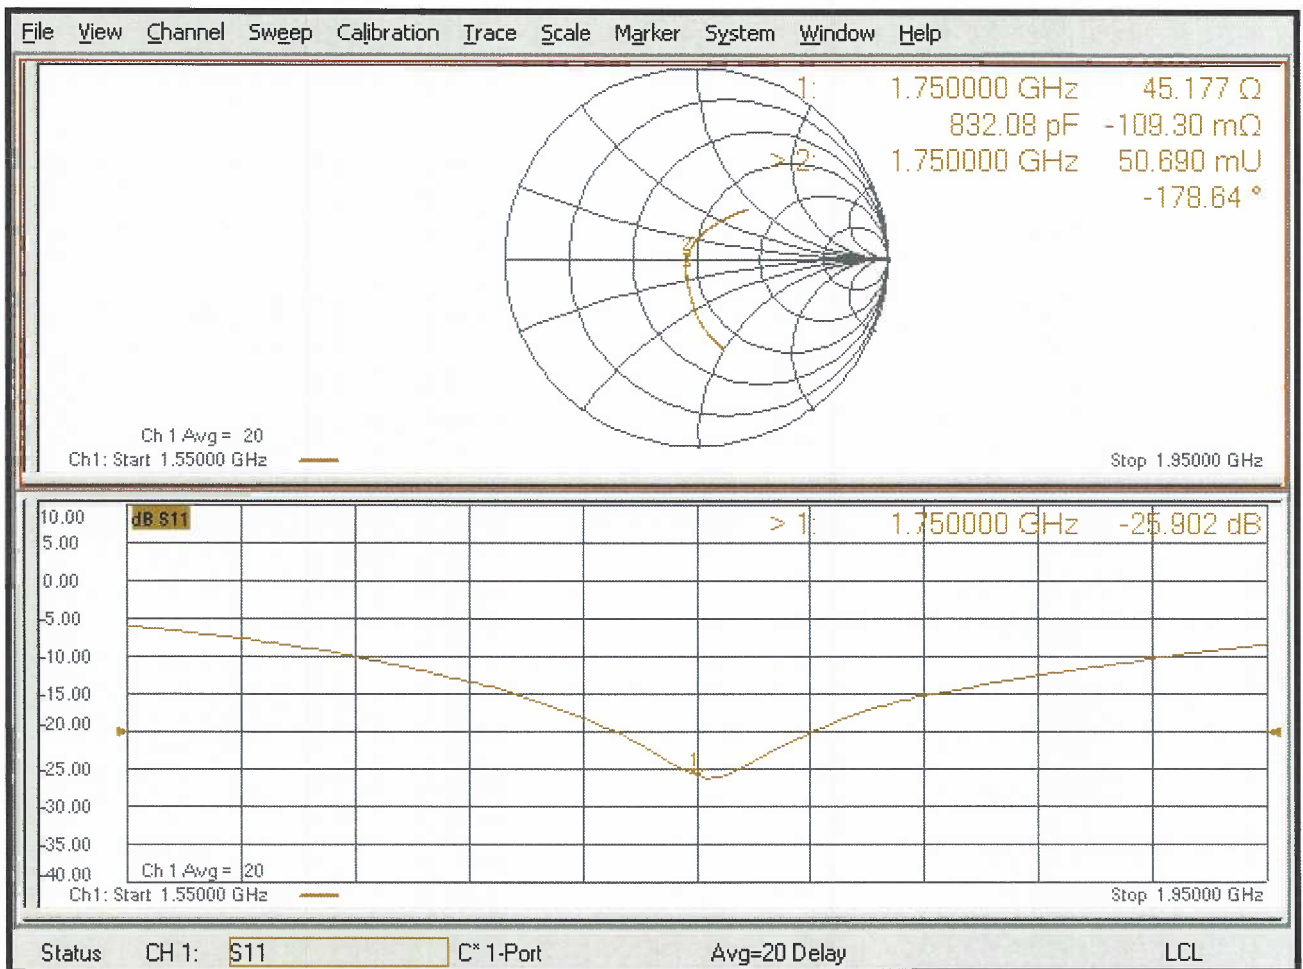 File View Channel Sweep Calibration Trace Scale Marker System Window Help
1: 1.750000 GHz 45.177 Ω
832.08 pF -109.30 mΩ
> 2: 1.750000 GHz 50.690 mU
-178.64 °
2
1
Ch 1 Avg = 20
Ch1: Start 1.55000 GHz
Stop 1.95000 GHz
10.00
dB S11
> 1: 1.750000 GHz -25.902 dB
5.00
0.00
-5.00
-10.00
-15.00
-20.00
1
-25.00
-30.00
-35.00
-40.00
Ch 1 Avg = 20
Ch1: Start 1.55000 GHz
Stop 1.95000 GHz
Status CH 1: S11 C* 1-Port Avg=20 Delay LCL